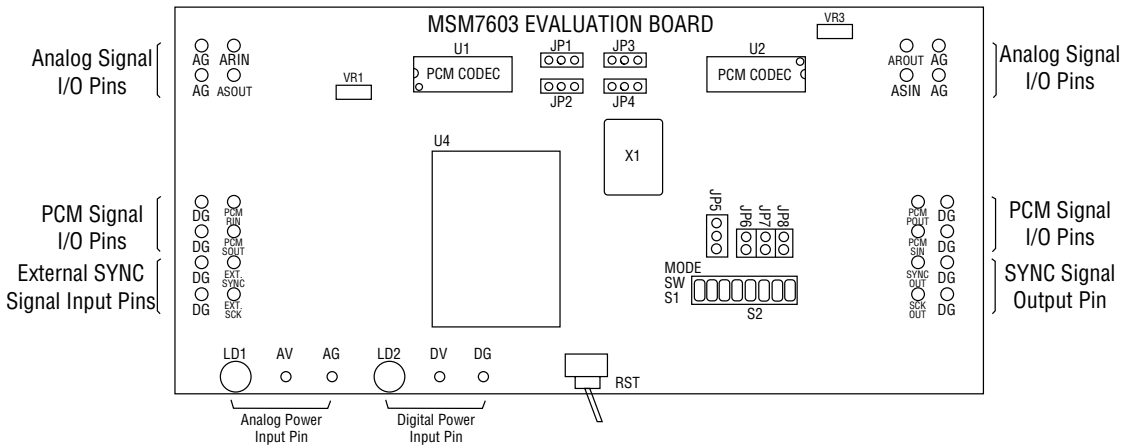 MSM7603 EVALUATION BOARD
VR3
Analog Signal
I/O Pins
AG ARIN
AG ASOUT
VR1
U1
PCM CODEC
JP1 JP3
JP2 JP4
U2
PCM CODEC
AROUT AG
ASIN AG
Analog Signal
I/O Pins
U4
X1
PCM Signal
I/O Pins
DG PCM RIN
DG PCM SOUT
External SYNC
Signal Input Pins
DG EXT. SYNC
DG EXT. SCK
JP5
JP6
JP7
JP8
MODE
SW
S1
S2
PCM POUT DG
PCM SIN DG
PCM Signal
I/O Pins
SYNC OUT DG
SCK OUT DG
SYNC Signal
Output Pin
LD1 AV AG LD2 DV DG
RST
Analog Power
Input Pin
Digital Power
Input Pin